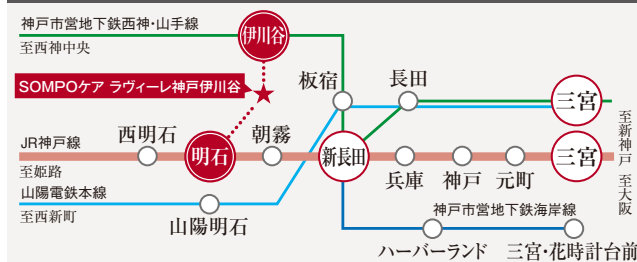 神戸市営地下鉄西神・山手線
至西神中央
伊川谷
SOMPOケア ラヴィーレ神戸伊川谷
板宿
長田
三宮
至新神戸
JR神戸線
至姫路
西明石
明石
朝霧
新長田
兵庫
神戸
元町
三宮
至大阪
山陽電鉄本線
至西新町
山陽明石
神戸市営地下鉄海岸線
ハーバーランド
三宮・花時計台前